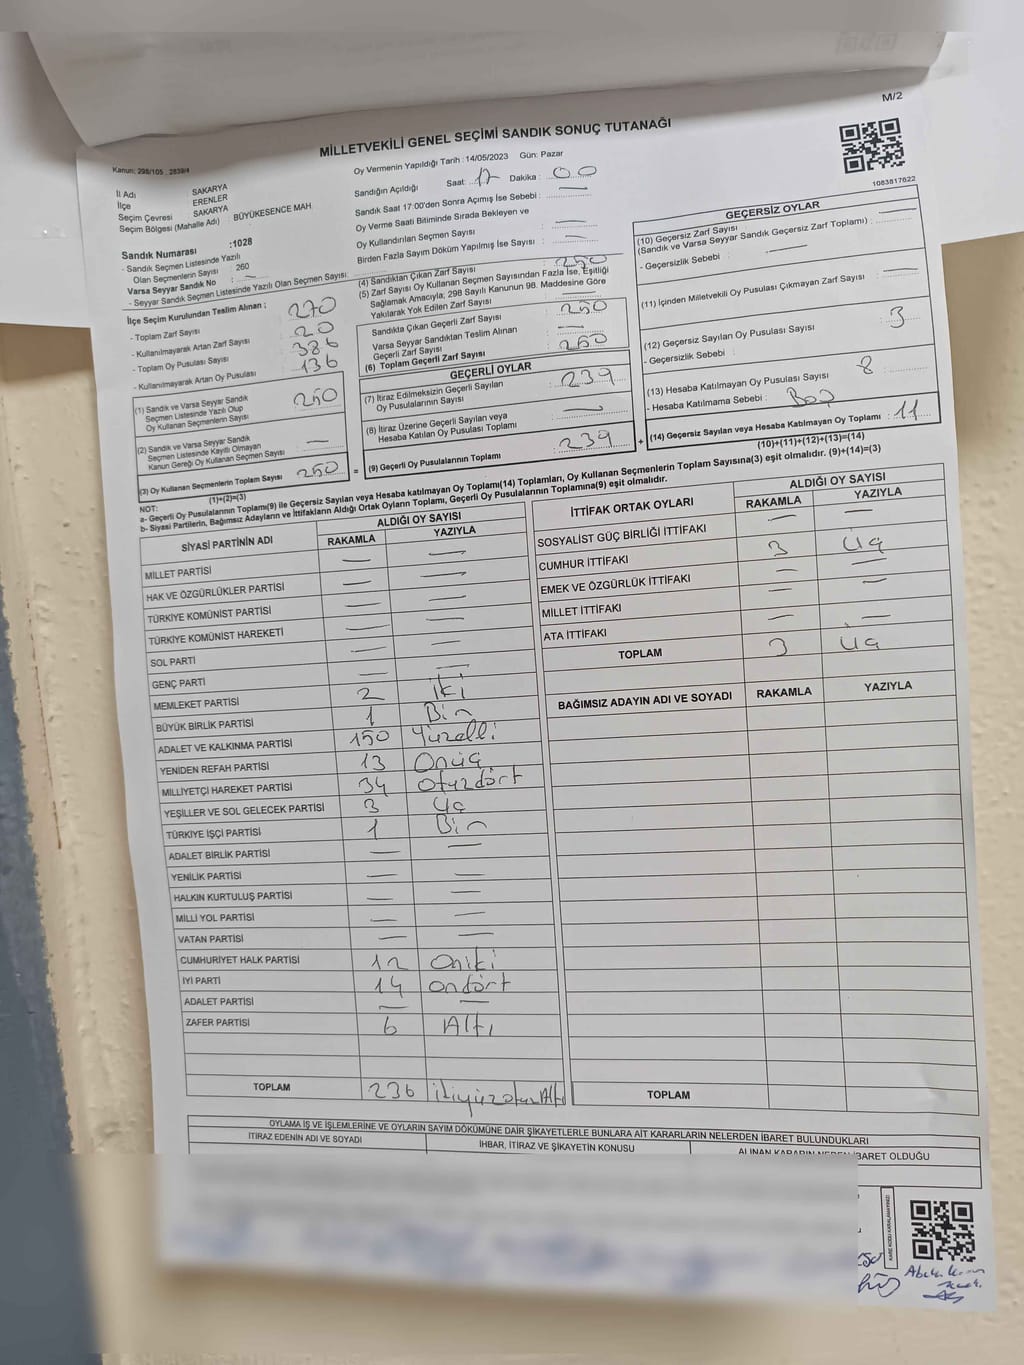 M/2
MİLLETVEKİLİ GENEL SEÇİMİ SANDIK SONUÇ TUTANAĞI
Kanun: 298/105 2839/4
Oy Vermenin Yapıldığı Tarih : 14/05/2023 Gün: Pazar
1083817622
İl Adı SAKARYA
İlçe ERENLER
Seçim Çevresi SAKARYA
Seçim Bölgesi (Mahalle Adı) BÜYÜKESENCE MAH.
Sandık Numarası :1028
- Sandık Seçmen Listesinde Yazılı
Olan Seçmenlerin Sayısı : 260
Varsa Seyyar Sandık No : —
- Seyyar Sandık Seçmen Listesinde Yazılı Olan Seçmen Sayısı:
Sandığın Açıldığı Saat: 17 Dakika : 00
Sandık Saat 17:00'den Sonra Açımış İse Sebebi : —
Oy Verme Saati Bitiminde Sırada Bekleyen ve
Oy Kullandırılan Seçmen Sayısı : —
Birden Fazla Sayım Döküm Yapılmış İse Sayısı : —
İlçe Seçim Kurulundan Teslim Alınan :
- Toplam Zarf Sayısı 270
- Kullanılmayarak Artan Zarf Sayısı 20
- Toplam Oy Pusulası Sayısı 386
- Kullanılmayarak Artan Oy Pusulası 136
(1) Sandık ve Varsa Seyyar Sandık
Seçmen Listesinde Yazılı Olup
Oy Kullanan Seçmenlerin Sayısı 250
(2) Sandık ve Varsa Seyyar Sandık
Seçmen Listesinde Kayıtlı Olmayan
Kanun Gereği Oy Kullanan Seçmen Sayısı —
(3) Oy Kullanan Seçmenlerin Toplam Sayısı 250
(1)+(2)=(3)
(4) Sandıktan Çıkan Zarf Sayısı : 250
(5) Zarf Sayısı Oy Kullanan Seçmen Sayısından Fazla İse, Eşitliği
Sağlamak Amacıyla; 298 Sayılı Kanunun 98. Maddesine Göre
Yakılarak Yok Edilen Zarf Sayısı : —
Sandıkta Çıkan Geçerli Zarf Sayısı : 250
Varsa Seyyar Sandıktan Teslim Alınan
Geçerli Zarf Sayısı : —
(6) Toplam Geçerli Zarf Sayısı : 250
GEÇERLİ OYLAR
(7) İtiraz Edilmeksizin Geçerli Sayılan
Oy Pusulalarının Sayısı : 239
(8) İtiraz Üzerine Geçerli Sayılan veya
Hesaba Katılan Oy Pusulası Toplamı : —
= (9) Geçerli Oy Pusulalarının Toplamı : 239
GEÇERSİZ OYLAR
(10) Geçersiz Zarf Sayısı : —
(Sandık ve Varsa Seyyar Sandık Geçersiz Zarf Toplamı) :
- Geçersizlik Sebebi : —
(11) İçinden Milletvekili Oy Pusulası Çıkmayan Zarf Sayısı : —
(12) Geçersiz Sayılan Oy Pusulası Sayısı : 3
- Geçersizlik Sebebi :
(13) Hesaba Katılmayan Oy Pusulası Sayısı : 8
- Hesaba Katılmama Sebebi : Boş
+ (14) Geçersiz Sayılan veya Hesaba Katılmayan Oy Toplamı : 11
(10)+(11)+(12)+(13)=(14)
NOT:
a- Geçerli Oy Pusulalarının Toplamı(9) ile Geçersiz Sayılan veya Hesaba katılmayan Oy Toplamı(14) Toplamları, Oy Kullanan Seçmenlerin Toplam Sayısına(3) eşit olmalıdır. (9)+(14)=(3)
b- Siyasi Partilerin, Bağımsız Adayların ve İttifakların Aldığı Ortak Oyların Toplamı, Geçerli Oy Pusulalarının Toplamına(9) eşit olmalıdır.
SİYASİ PARTİNİN ADI ALDIĞI OY SAYISI
RAKAMLA YAZIYLA
MİLLET PARTİSİ — —
HAK VE ÖZGÜRLÜKLER PARTİSİ — —
TÜRKİYE KOMÜNİST PARTİSİ — —
TÜRKİYE KOMÜNİST HAREKETİ — —
SOL PARTİ — —
GENÇ PARTİ — —
MEMLEKET PARTİSİ 2 iki
BÜYÜK BİRLİK PARTİSİ 1 Bir
ADALET VE KALKINMA PARTİSİ 150 Yüzelli
YENİDEN REFAH PARTİSİ 13 Onüç
MİLLİYETÇİ HAREKET PARTİSİ 34 Otuzdört
YEŞİLLER VE SOL GELECEK PARTİSİ 3 Üç
TÜRKİYE İŞÇİ PARTİSİ 1 Bir
ADALET BİRLİK PARTİSİ — —
YENİLİK PARTİSİ — —
HALKIN KURTULUŞ PARTİSİ — —
MİLLİ YOL PARTİSİ — —
VATAN PARTİSİ — —
CUMHURİYET HALK PARTİSİ 12 Oniki
İYİ PARTİ 14 ondört
ADALET PARTİSİ — —
ZAFER PARTİSİ 6 Altı
TOPLAM 236 ikiyüzotuzAltı
İTTİFAK ORTAK OYLARI ALDIĞI OY SAYISI
RAKAMLA YAZIYLA
SOSYALİST GÜÇ BİRLİĞİ İTTİFAKI — —
CUMHUR İTTİFAKI 3 Üç
EMEK VE ÖZGÜRLÜK İTTİFAKI — —
MİLLET İTTİFAKI — —
ATA İTTİFAKI — —
TOPLAM 3 Üç
BAĞIMSIZ ADAYIN ADI VE SOYADI RAKAMLA YAZIYLA
TOPLAM
OYLAMA İŞ VE İŞLEMLERİNE VE OYLARIN SAYIM DÖKÜMÜNE DAİR ŞİKAYETLERLE BUNLARA AİT KARARLARIN NELERDEN İBARET BULUNDUKLARI
İTİRAZ EDENİN ADI VE SOYADI İHBAR, İTİRAZ VE ŞİKAYETİN KONUSU ALINAN KARARIN NEDEN İBARET OLDUĞU